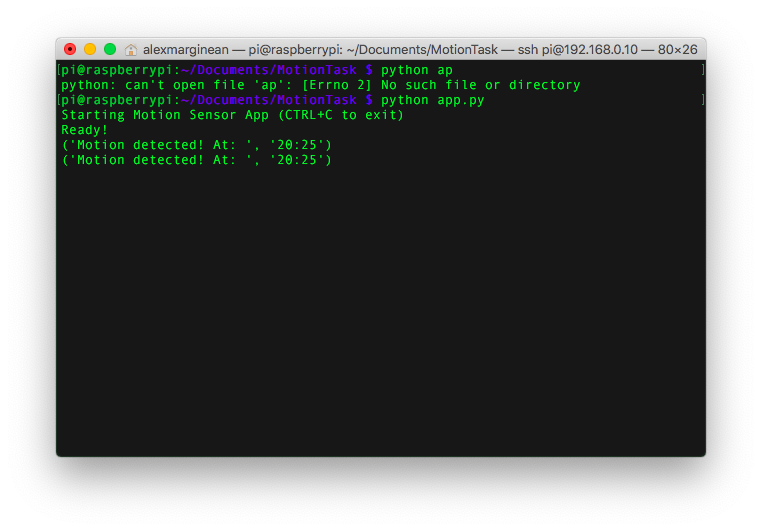 alexmarginean — pi@raspberrypi: ~/Documents/MotionTask — ssh pi@192.168.0.10 — 80×26
[pi@raspberrypi:~/Documents/MotionTask $ python ap ]
python: can't open file 'ap': [Errno 2] No such file or directory
[pi@raspberrypi:~/Documents/MotionTask $ python app.py ]
Starting Motion Sensor App (CTRL+C to exit)
Ready!
('Motion detected! At: ', '20:25')
('Motion detected! At: ', '20:25')